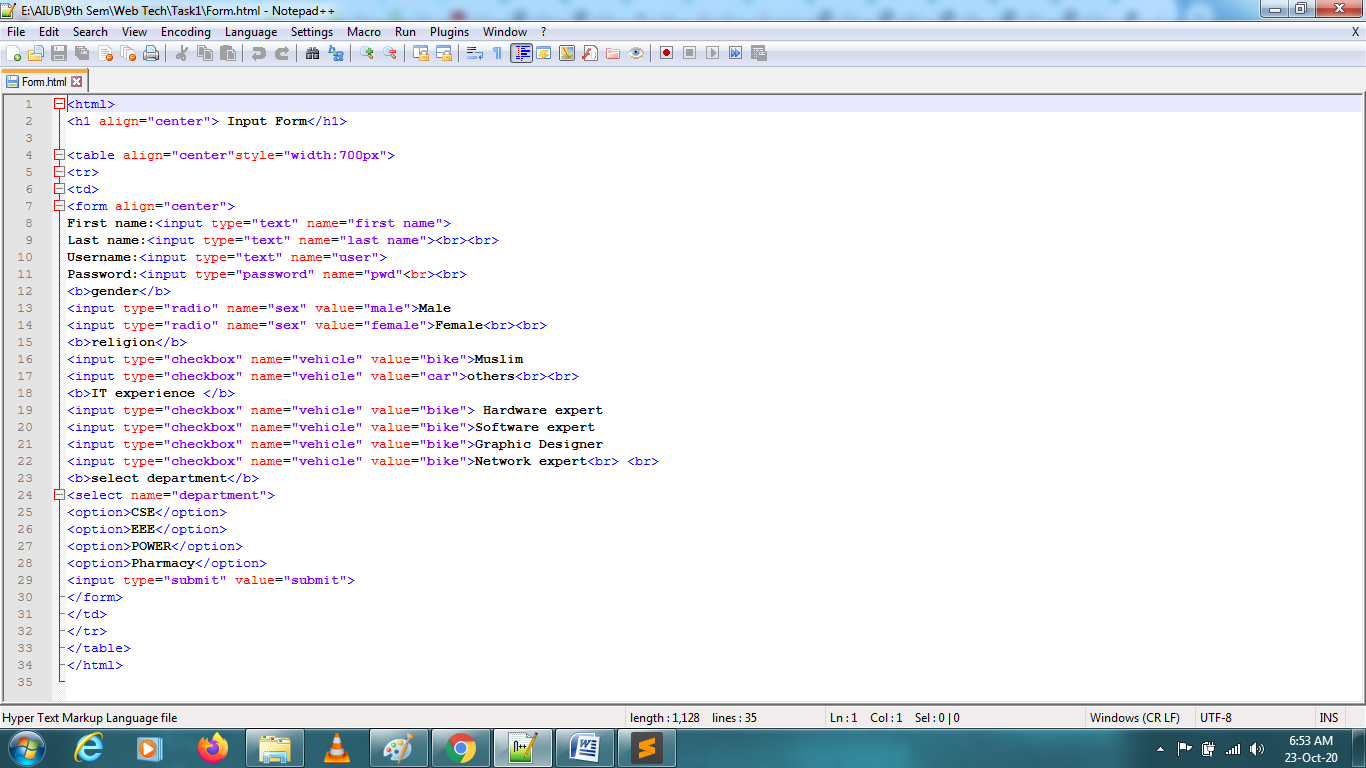 E:\AIUB\9th Sem\Web Tech\Task1\Form.html - Notepad++
File Edit Search View Encoding Language Settings Macro Run Plugins Window ? X
Form.html
1 <html>
2 <h1 align="center"> Input Form</h1>
3
4 <table align="center"style="width:700px">
5 <tr>
6 <td>
7 <form align="center">
8 First name:<input type="text" name="first name">
9 Last name:<input type="text" name="last name"><br><br>
10 Username:<input type="text" name="user">
11 Password:<input type="password" name="pwd"<br><br>
12 <b>gender</b>
13 <input type="radio" name="sex" value="male">Male
14 <input type="radio" name="sex" value="female">Female<br><br>
15 <b>religion</b>
16 <input type="checkbox" name="vehicle" value="bike">Muslim
17 <input type="checkbox" name="vehicle" value="car">others<br><br>
18 <b>IT experience </b>
19 <input type="checkbox" name="vehicle" value="bike"> Hardware expert
20 <input type="checkbox" name="vehicle" value="bike">Software expert
21 <input type="checkbox" name="vehicle" value="bike">Graphic Designer
22 <input type="checkbox" name="vehicle" value="bike">Network expert<br> <br>
23 <b>select department</b>
24 <select name="department">
25 <option>CSE</option>
26 <option>EEE</option>
27 <option>POWER</option>
28 <option>Pharmacy</option>
29 <input type="submit" value="submit">
30 </form>
31 </td>
32 </tr>
33 </table>
34 </html>
35
Hyper Text Markup Language file length : 1,128 lines : 35 Ln : 1 Col : 1 Sel : 0 | 0 Windows (CR LF) UTF-8 INS
6:53 AM
23-Oct-20